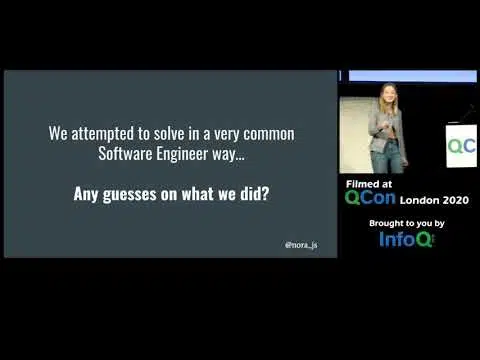 We attempted to solve in a very common
Software Engineer way...
Any guesses on what we did?
@nora_js
QCo
Filmed at
QCon London 2020
Brought to you by
InfoQ